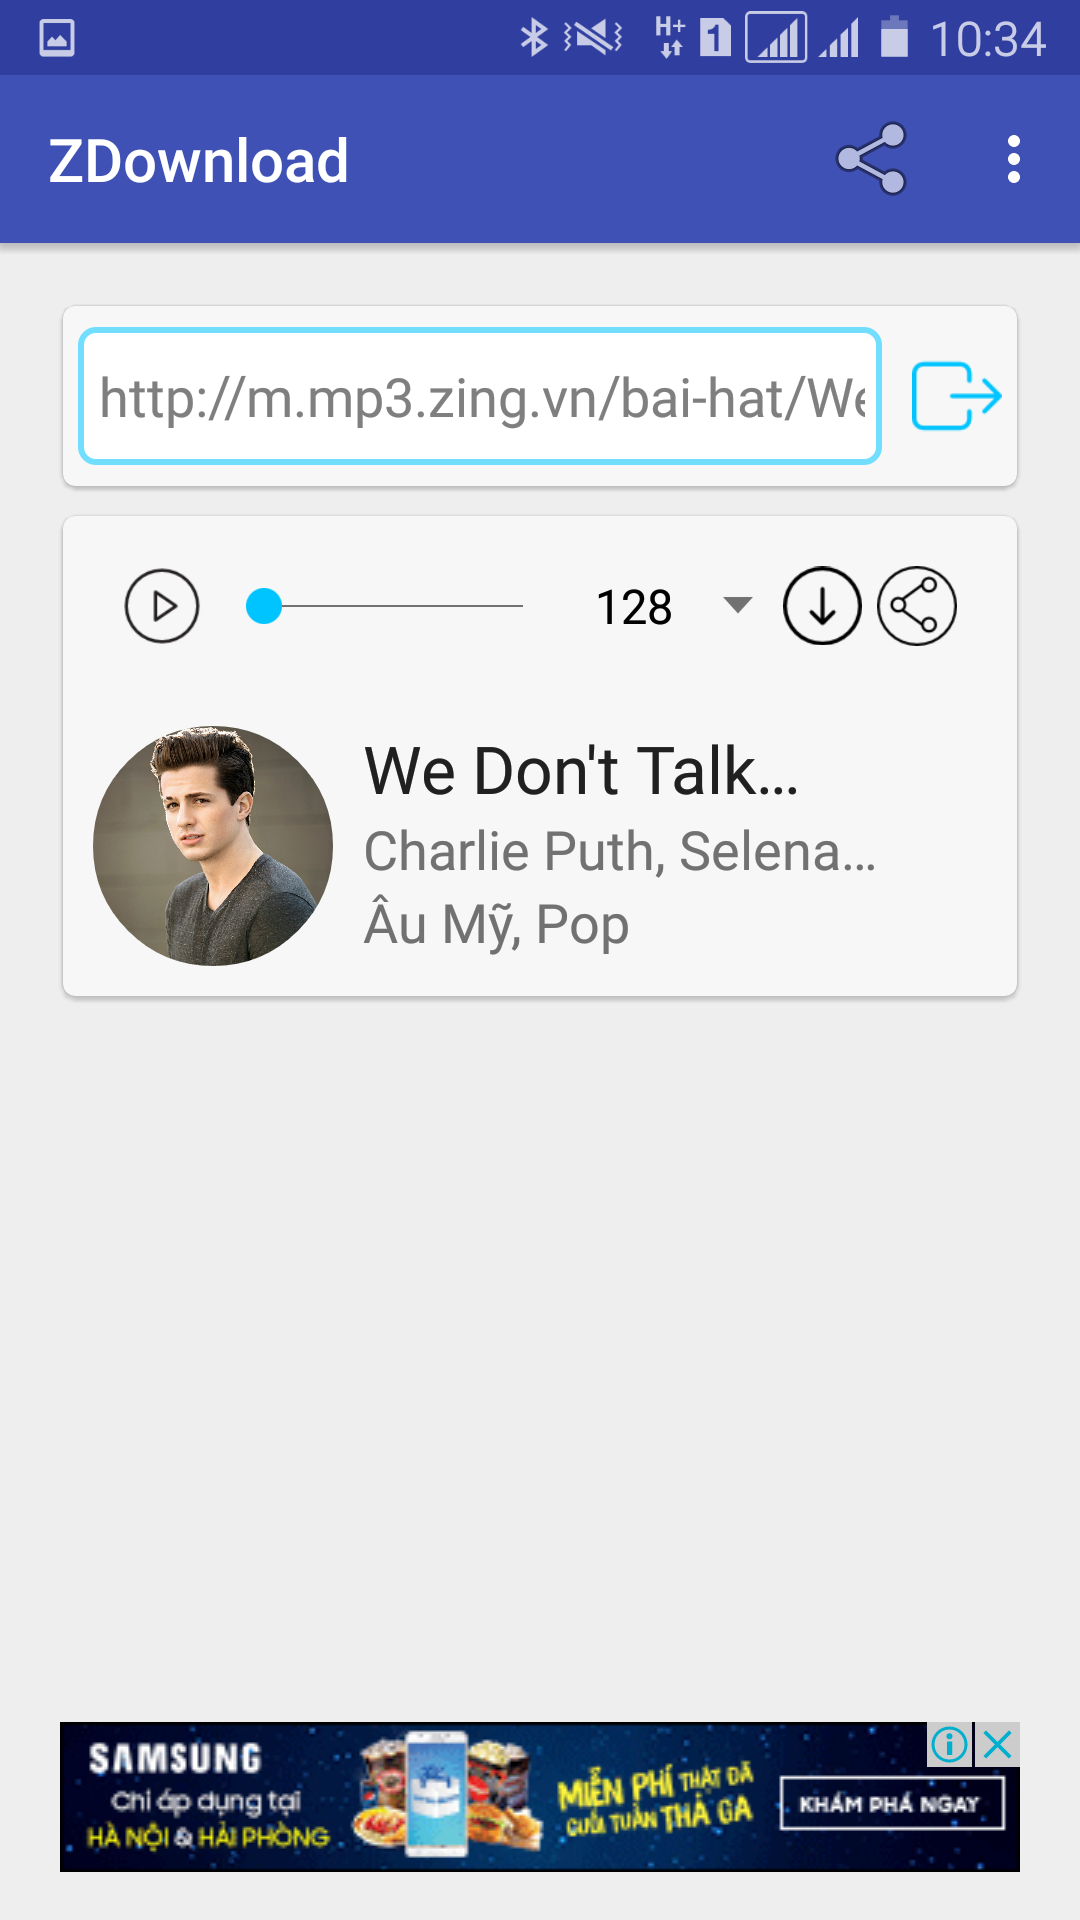 H+ 1 10:34
ZDownload
http://m.mp3.zing.vn/bai-hat/We
128
We Don't Talk...
Charlie Puth, Selena...
Âu Mỹ, Pop
SAMSUNG
Chỉ áp dụng tại
HÀ NỘI & HẢI PHÒNG
MIỄN PHÍ THẬT ĐÃ
CUỐI TUẦN THẢ GA
KHÁM PHÁ NGAY